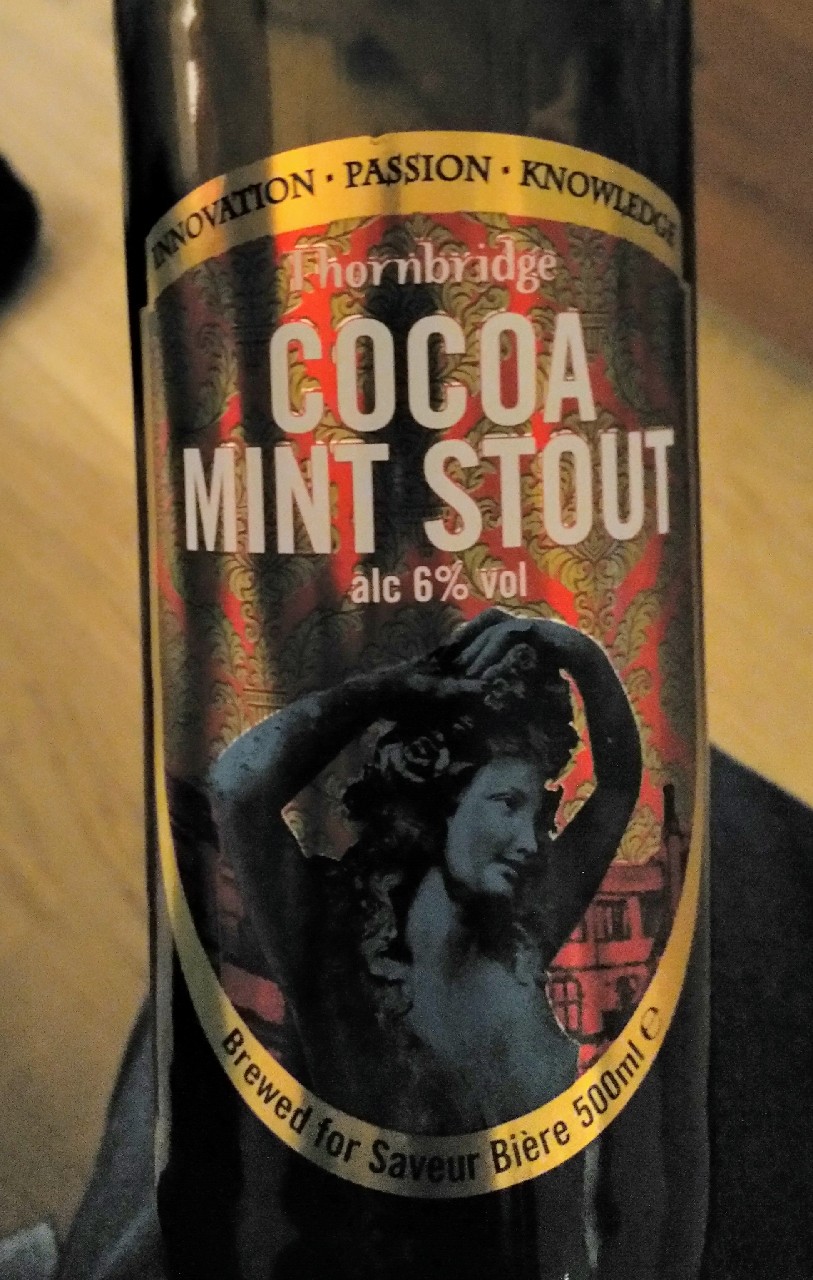 INNOVATION · PASSION · KNOWLEDGE
Thornbridge
COCOA
MINT STOUT
alc 6% vol
Brewed for Saveur Bière 500ml ℮